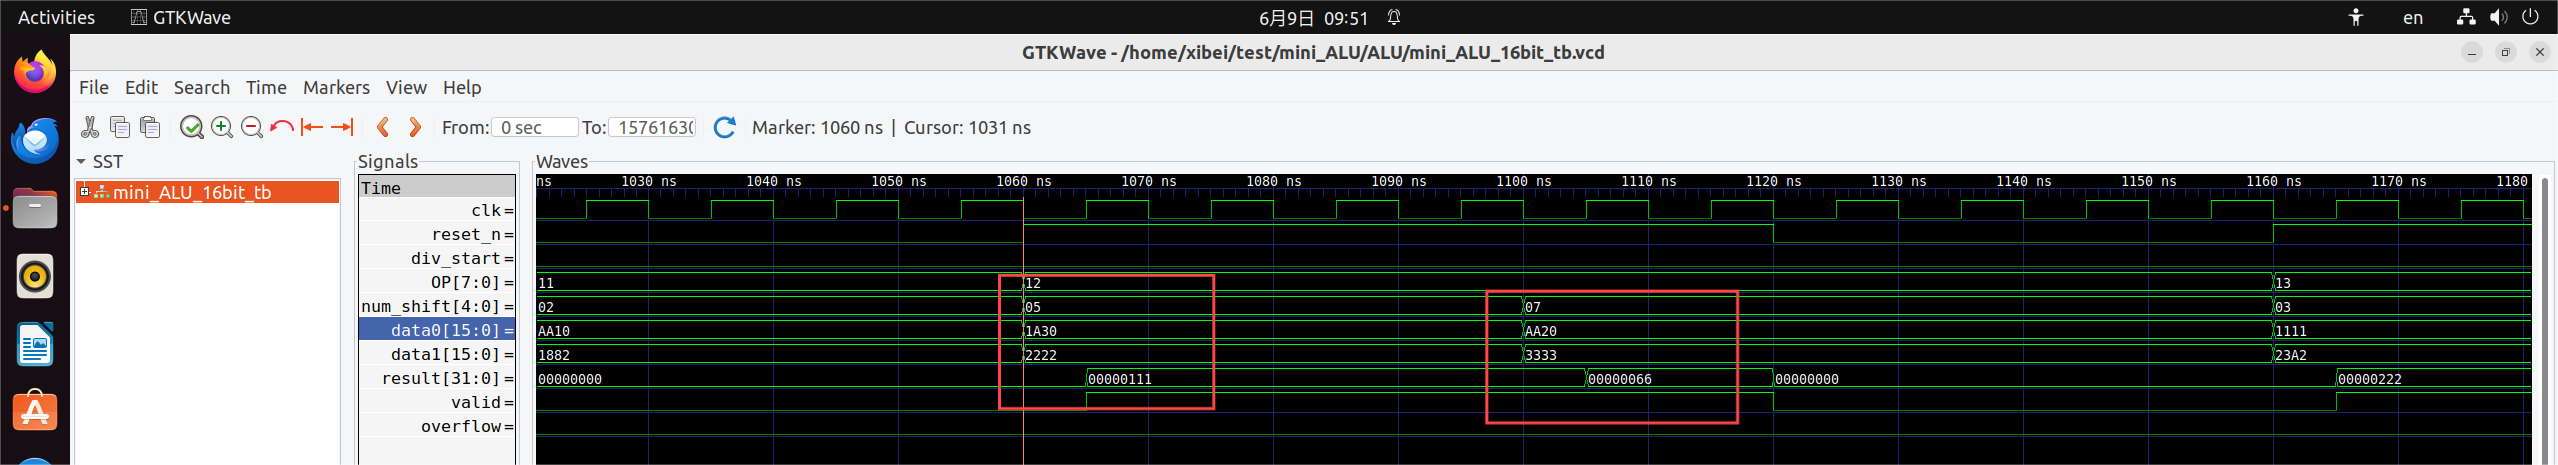 Activities GTKWave 6月9日 09:51 en
GTKWave - /home/xibei/test/mini_ALU/ALU/mini_ALU_16bit_tb.vcd
File Edit Search Time Markers View Help
From: 0 sec To: 15761630 Marker: 1060 ns | Cursor: 1031 ns
SST Signals Waves
mini_ALU_16bit_tb
Time ns 1030 ns 1040 ns 1050 ns 1060 ns 1070 ns 1080 ns 1090 ns 1100 ns 1110 ns 1120 ns 1130 ns 1140 ns 1150 ns 1160 ns 1170 ns 1180
clk=
reset_n=
div_start=
OP[7:0]= 11 12 13
num_shift[4:0]= 02 05 07 03
data0[15:0]= AA10 1A30 AA20 1111
data1[15:0]= 1882 2222 3333 23A2
result[31:0]= 00000000 00000111 00000066 00000000 00000222
valid=
overflow=